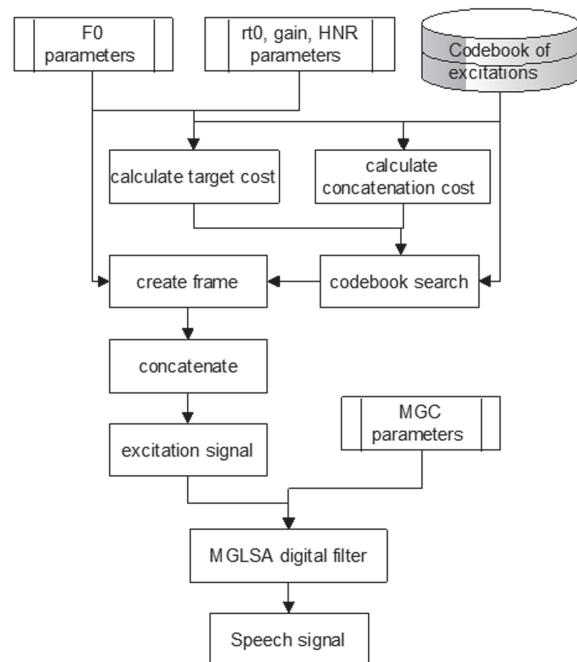 F0
parameters
rt0, gain, HNR
parameters
Codebook of
excitations
calculate target cost
calculate
concatenation cost
create frame
codebook search
concatenate
MGC
parameters
excitation signal
MGLSA digital filter
Speech signal